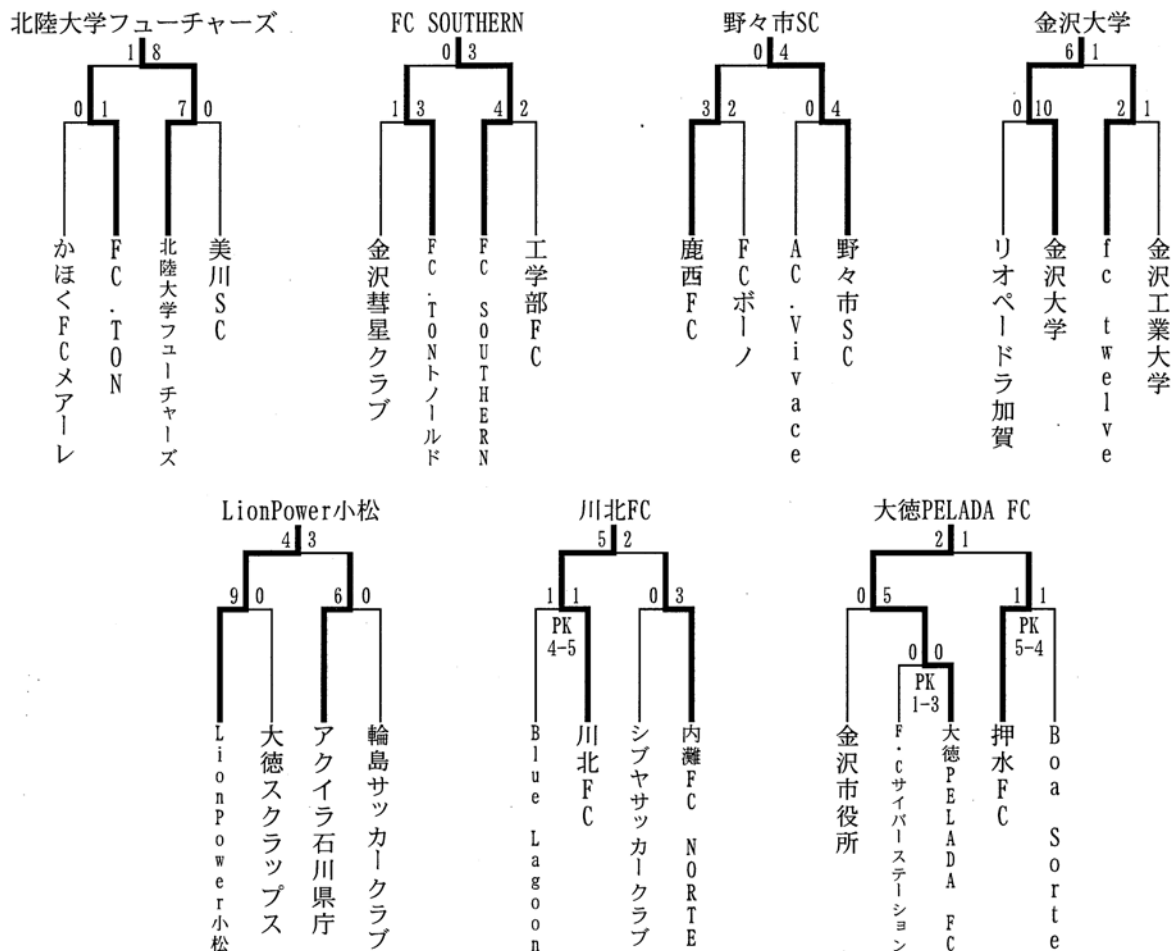 北陸大学フューチャーズ
1 8
0 1 7 0
かほくFCメアーレ
FC.TON
北陸大学フューチャーズ
美川SC
FC SOUTHERN
0 3
1 3 4 2
金沢彗星クラブ
FC.TONトノールド
FC SOUTHERN
工学部FC
野々市SC
0 4
3 2 0 4
鹿西FC
FCボーノ
AC.Vivace
野々市SC
金沢大学
6 1
0 10 2 1
リオペードラ加賀
金沢大学
fc twelve
金沢工業大学
LionPower小松
4 3
9 0 6 0
LionPower小松
大徳スクラップス
アクイラ石川県庁
輪島サッカークラブ
川北FC
5 2
1 1 0 3
PK
4-5
Blue Lagoon
川北FC
シブヤサッカークラブ
内灘FC NORTE
大徳PELADA FC
2 1
0 5 1 1
PK
5-4
0 0
PK
1-3
金沢市役所
F.Cサイバーステーション
大徳PELADA FC
押水FC
Boa Sorte